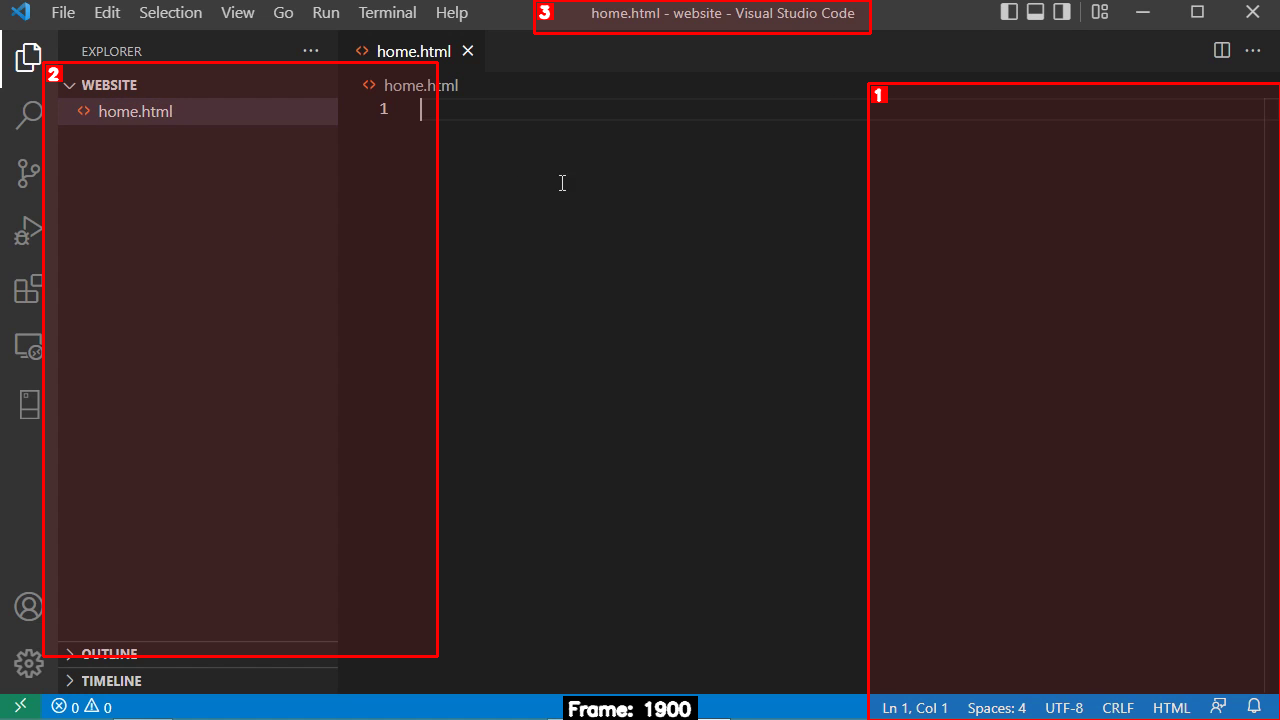 File Edit Selection View Go Run Terminal Help
3
home.html - website - Visual Studio Code
EXPLORER
home.html
2
WEBSITE
home.html
home.html
1
1
OUTLINE
TIMELINE
0 0
Frame: 1900
Ln 1, Col 1 Spaces: 4 UTF-8 CRLF HTML